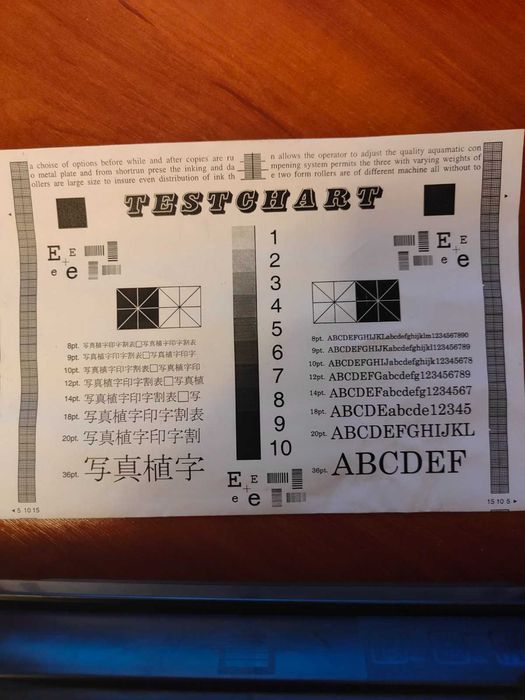 a choise of options before while and after copies are ru
o metal plate and from shortrun prese the inking and da
ollers are large size to insure even distribution of ink th
n allows the operator to adjust the quality aquamatic con
mpening system permits the three with varying weights of
e two form rollers are of different machine all without to
TESTCHART
E E
e e
E E
e e
1
2
3
4
5
6
7
8
9
10
8pt. 写真植字印字割表□写真植字印字割表
9pt. 写真植字印字割表□写真植字印字
10pt. 写真植字印字割表□写真植字印
12pt. 写真植字印字割表□写真植
14pt. 写真植字印字割表□写
18pt. 写真植字印字割表
20pt. 写真植字印字割
36pt. 写真植字
8pt. ABCDEFGHIJKLabcdefghijklm1234567890
9pt. ABCDEFGHIJKabcdefghijkl123456789
10pt. ABCDEFGHIJabcdefghijk12345678
12pt. ABCDEFGabcdefg123456789
14pt. ABCDEFabcdefg1234567
18pt. ABCDEabcde12345
20pt. ABCDEFGHIJKL
36pt. ABCDEF
E E
e e
◄ 5 10 15
15 10 5 ►